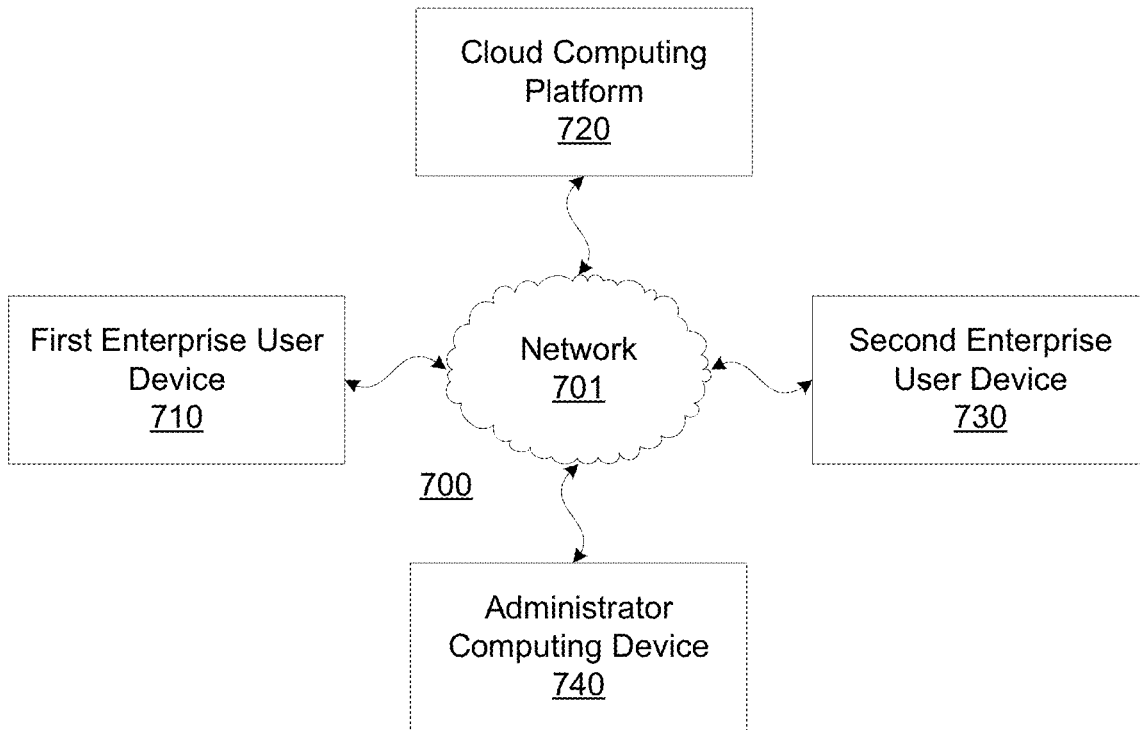 Cloud Computing
Platform
720
First Enterprise User
Device
710
Network
701
Second Enterprise
User Device
730
700
Administrator
Computing Device
740